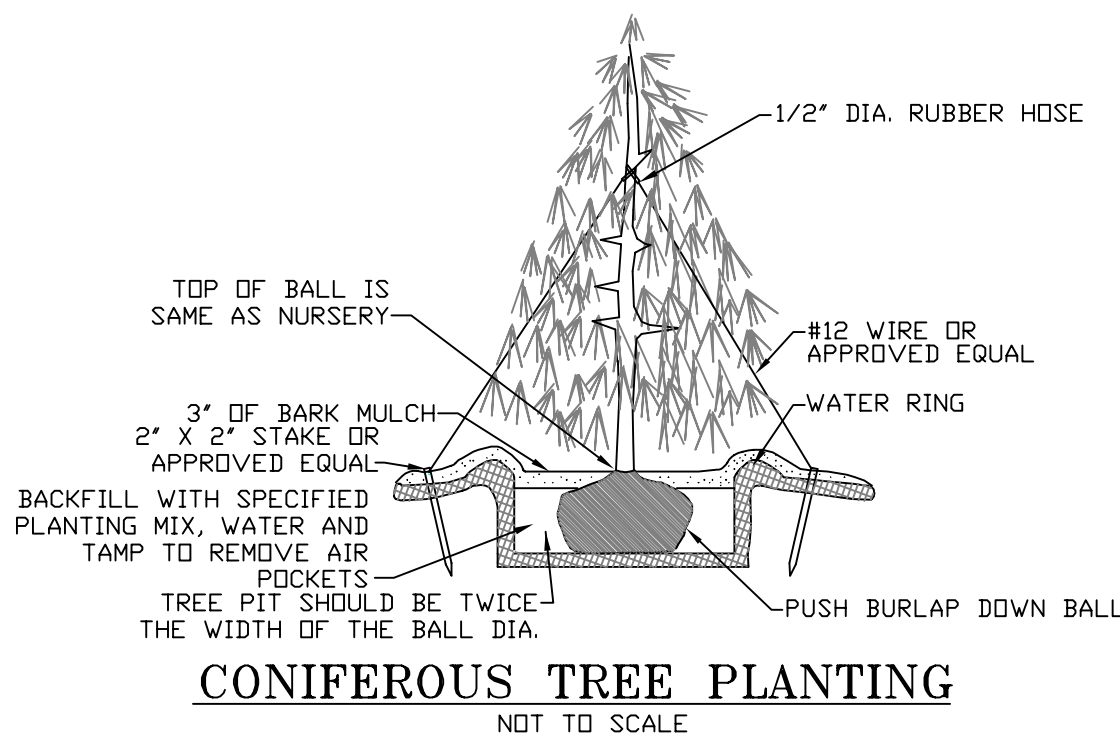 1/2" DIA. RUBBER HOSE
TOP OF BALL IS
SAME AS NURSERY
#12 WIRE OR
APPROVED EQUAL
WATER RING
3" OF BARK MULCH
2" X 2" STAKE OR
APPROVED EQUAL
BACKFILL WITH SPECIFIED
PLANTING MIX, WATER AND
TAMP TO REMOVE AIR
POCKETS
TREE PIT SHOULD BE TWICE
THE WIDTH OF THE BALL DIA.
PUSH BURLAP DOWN BALL
CONIFEROUS TREE PLANTING
NOT TO SCALE